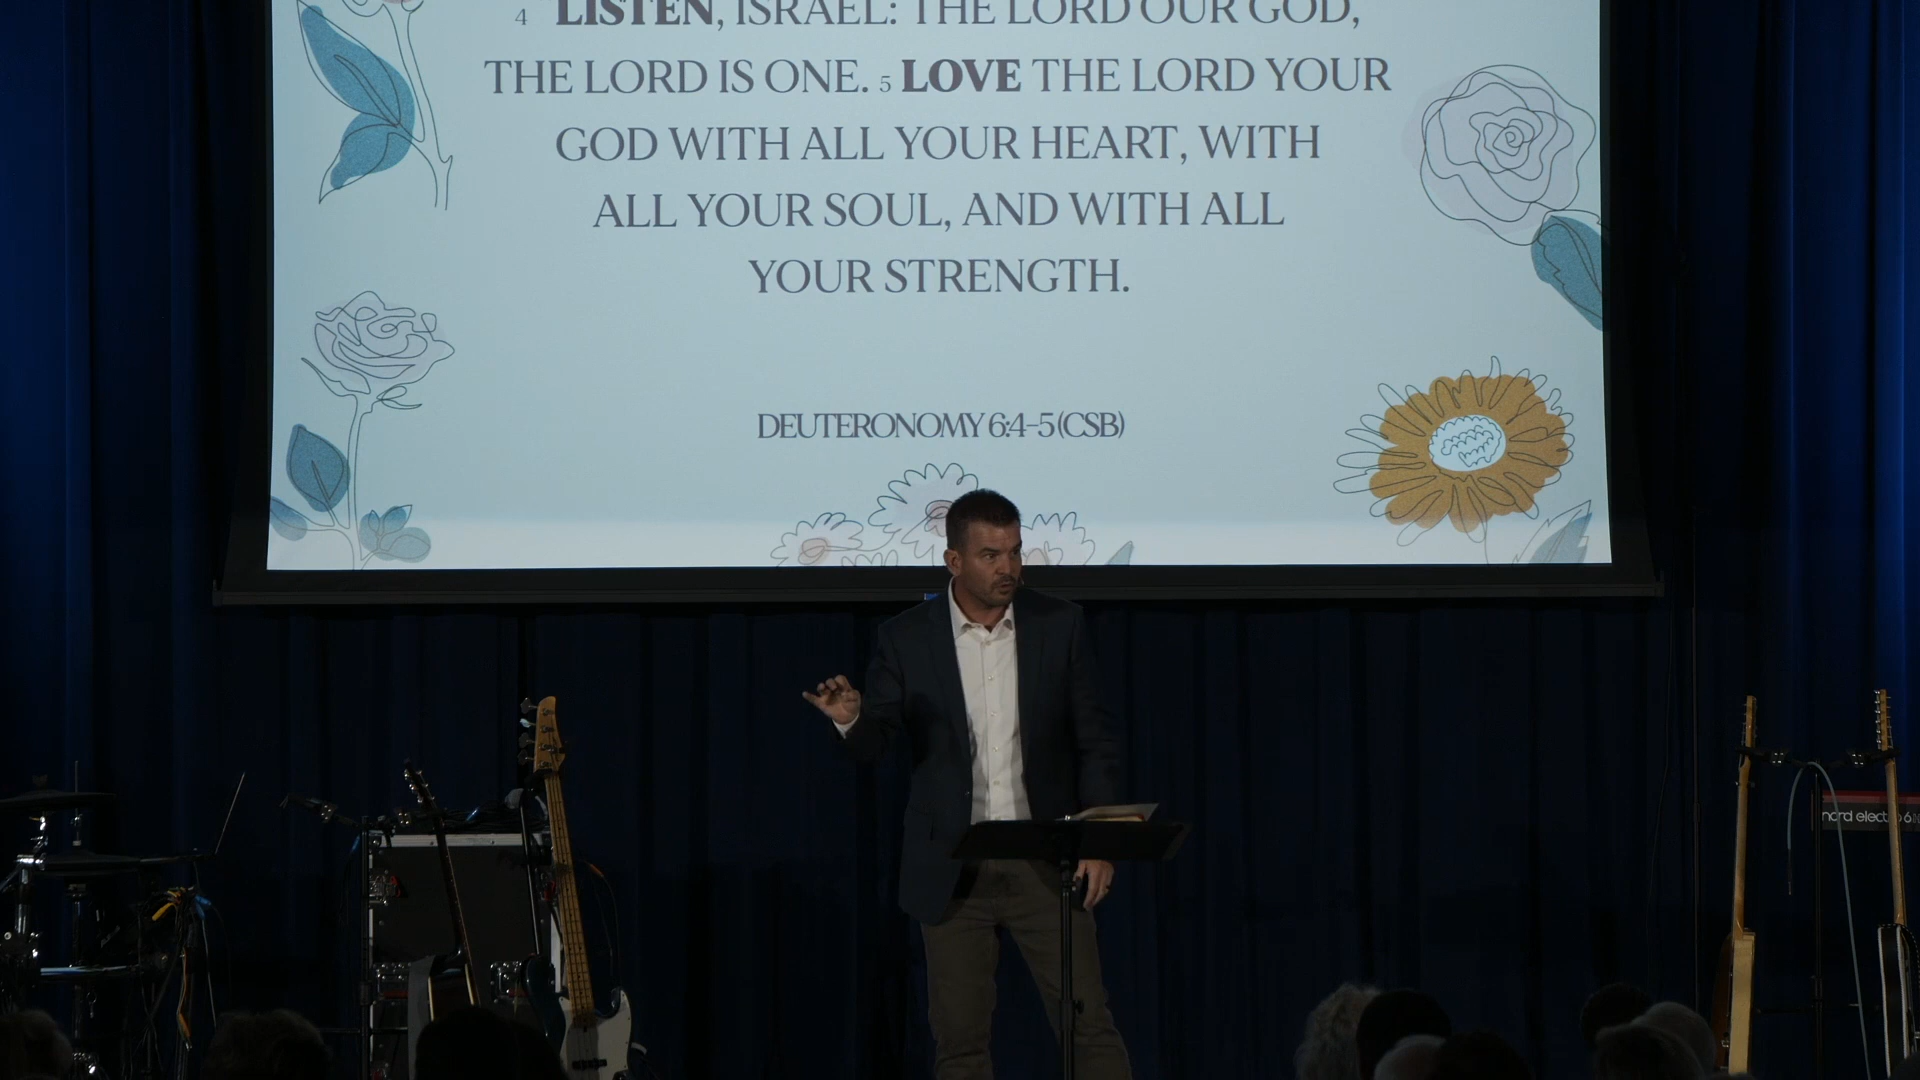 4 LISTEN, ISRAEL: THE LORD OUR GOD,
THE LORD IS ONE. 5 LOVE THE LORD YOUR
GOD WITH ALL YOUR HEART, WITH
ALL YOUR SOUL, AND WITH ALL
YOUR STRENGTH.
DEUTERONOMY 6:4-5 (CSB)
nord electro 6